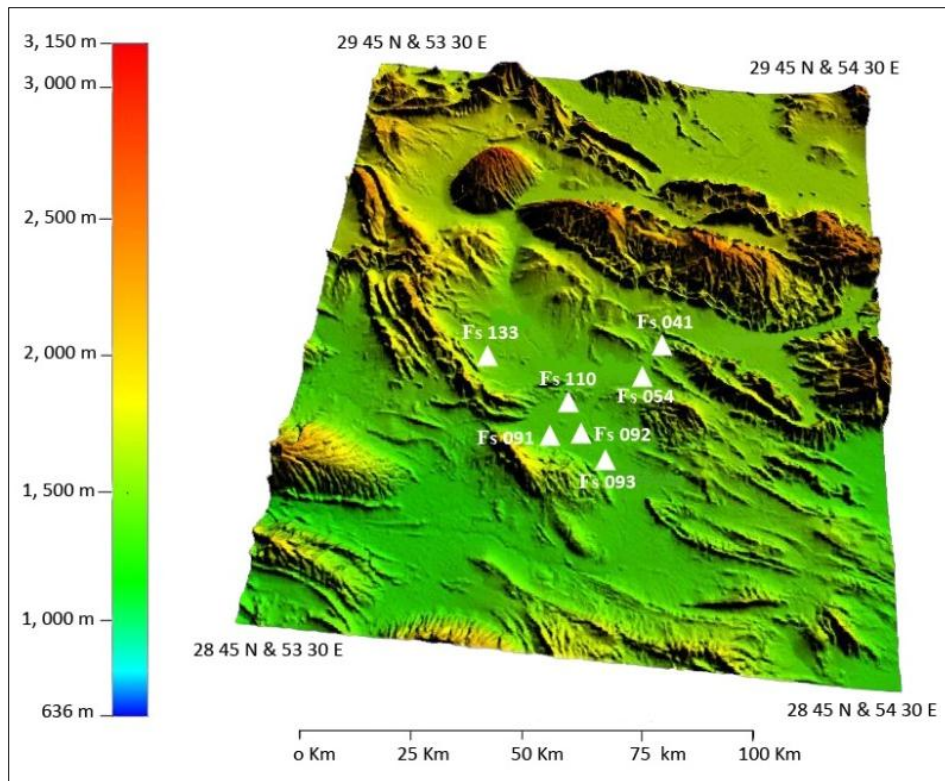 3, 150 m
3, 000 m
2, 500 m
2, 000 m
1, 500 m
1, 000 m
636 m
29 45 N & 53 30 E
29 45 N & 54 30 E
Fs 041
Fs 133
Fs 110
Fs 054
Fs 091
Fs 092
Fs 093
28 45 N & 53 30 E
28 45 N & 54 30 E
o Km
25 Km
50 Km
75 km
100 Km